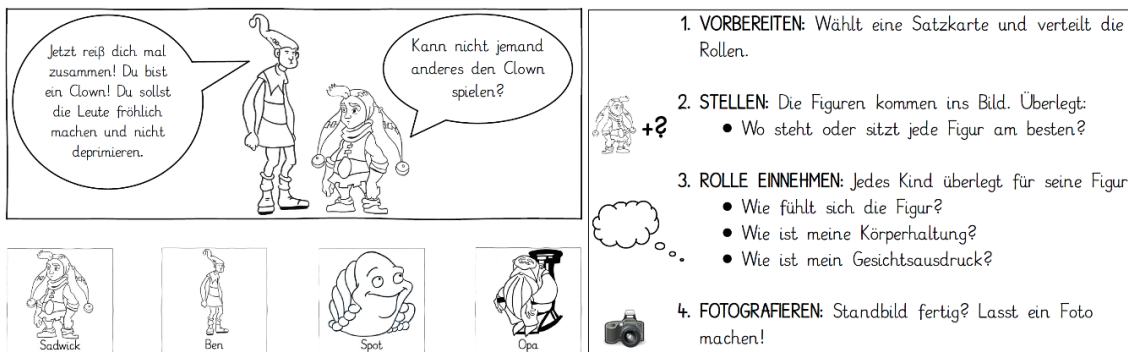 Jetzt reiß dich mal
zusammen! Du bist
ein Clown! Du sollst
die Leute fröhlich
machen und nicht
deprimieren.
Kann nicht jemand
anderes den Clown
spielen?
Sadwick
Ben
Spot
Opa
1. VORBEREITEN: Wählt eine Satzkarte und verteilt die
Rollen.
+?
2. STELLEN: Die Figuren kommen ins Bild. Überlegt:
• Wo steht oder sitzt jede Figur am besten?
3. ROLLE EINNEHMEN: Jedes Kind überlegt für seine Figur
• Wie fühlt sich die Figur?
• Wie ist meine Körperhaltung?
• Wie ist mein Gesichtsausdruck?
4. FOTOGRAFIEREN: Standbild fertig? Lasst ein Foto
machen!